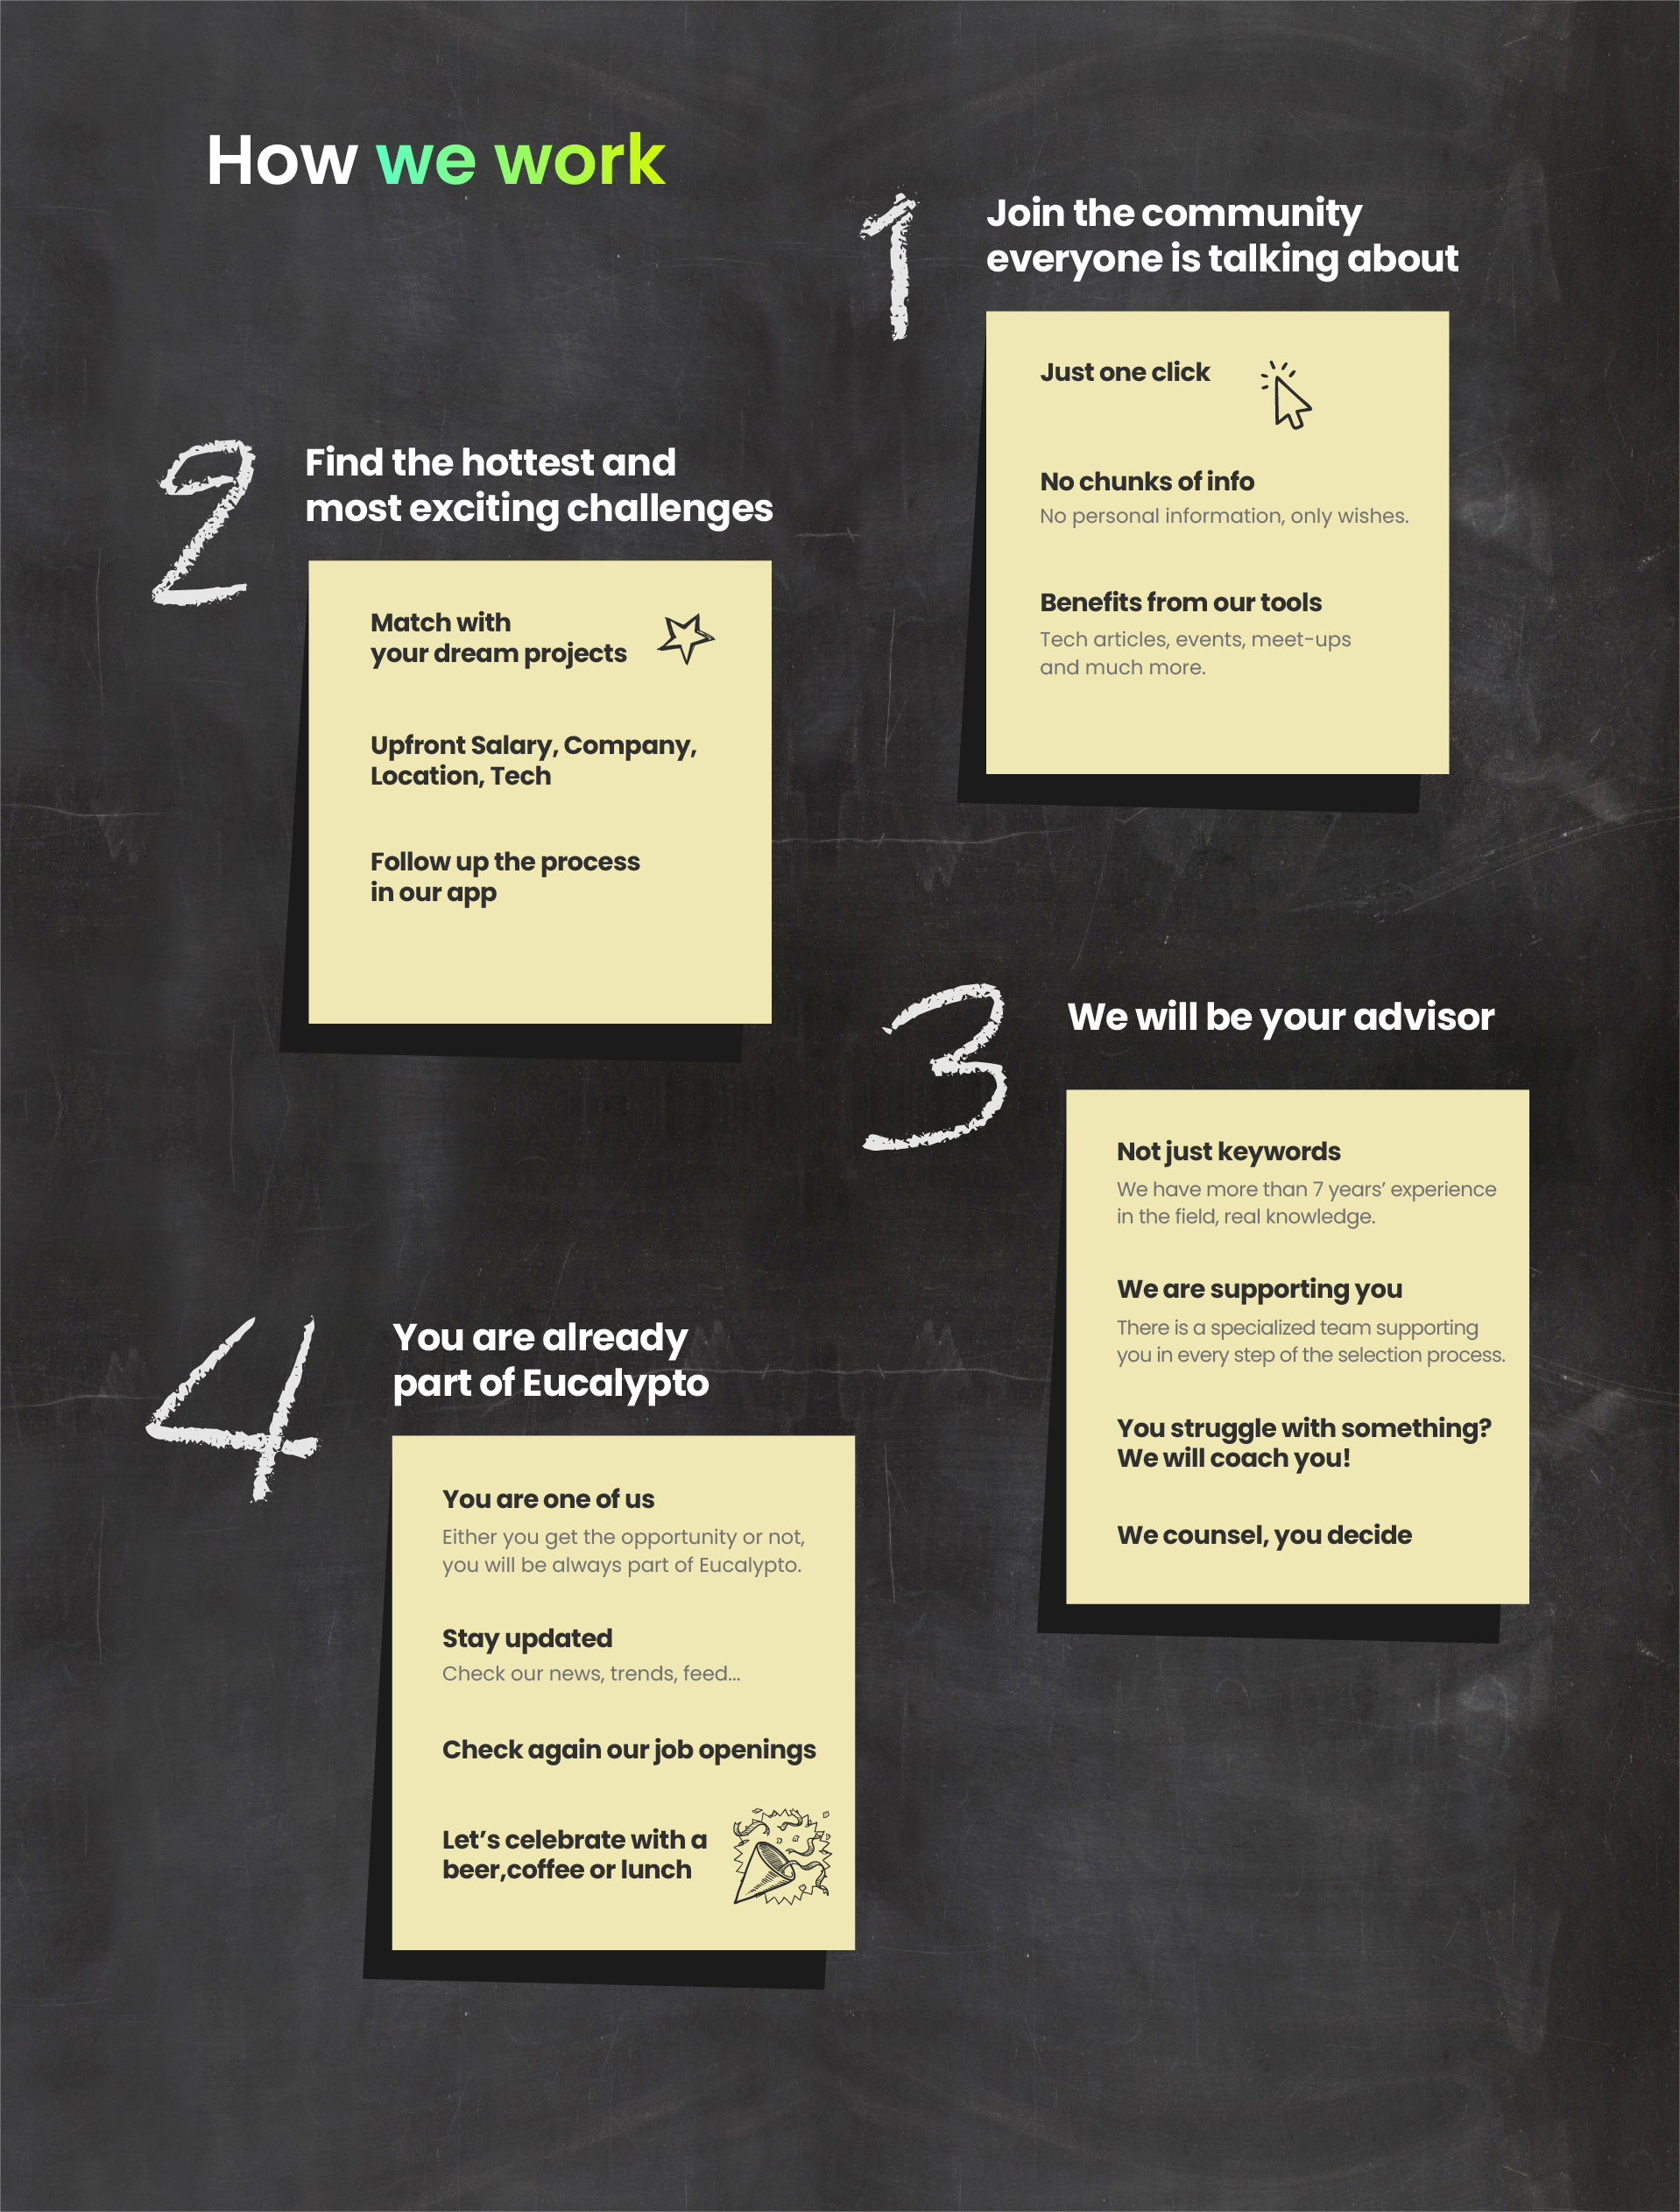 How we work
1
Join the community
everyone is talking about
Just one click
No chunks of info
No personal information, only wishes.
Benefits from our tools
Tech articles, events, meet-ups
and much more.
2
Find the hottest and
most exciting challenges
Match with
your dream projects
Upfront Salary, Company,
Location, Tech
Follow up the process
in our app
3
We will be your advisor
Not just keywords
We have more than 7 years’ experience
in the field, real knowledge.
We are supporting you
There is a specialized team supporting
you in every step of the selection process.
You struggle with something?
We will coach you!
We counsel, you decide
4
You are already
part of Eucalypto
You are one of us
Either you get the opportunity or not,
you will be always part of Eucalypto.
Stay updated
Check our news, trends, feed...
Check again our job openings
Let’s celebrate with a
beer,coffee or lunch